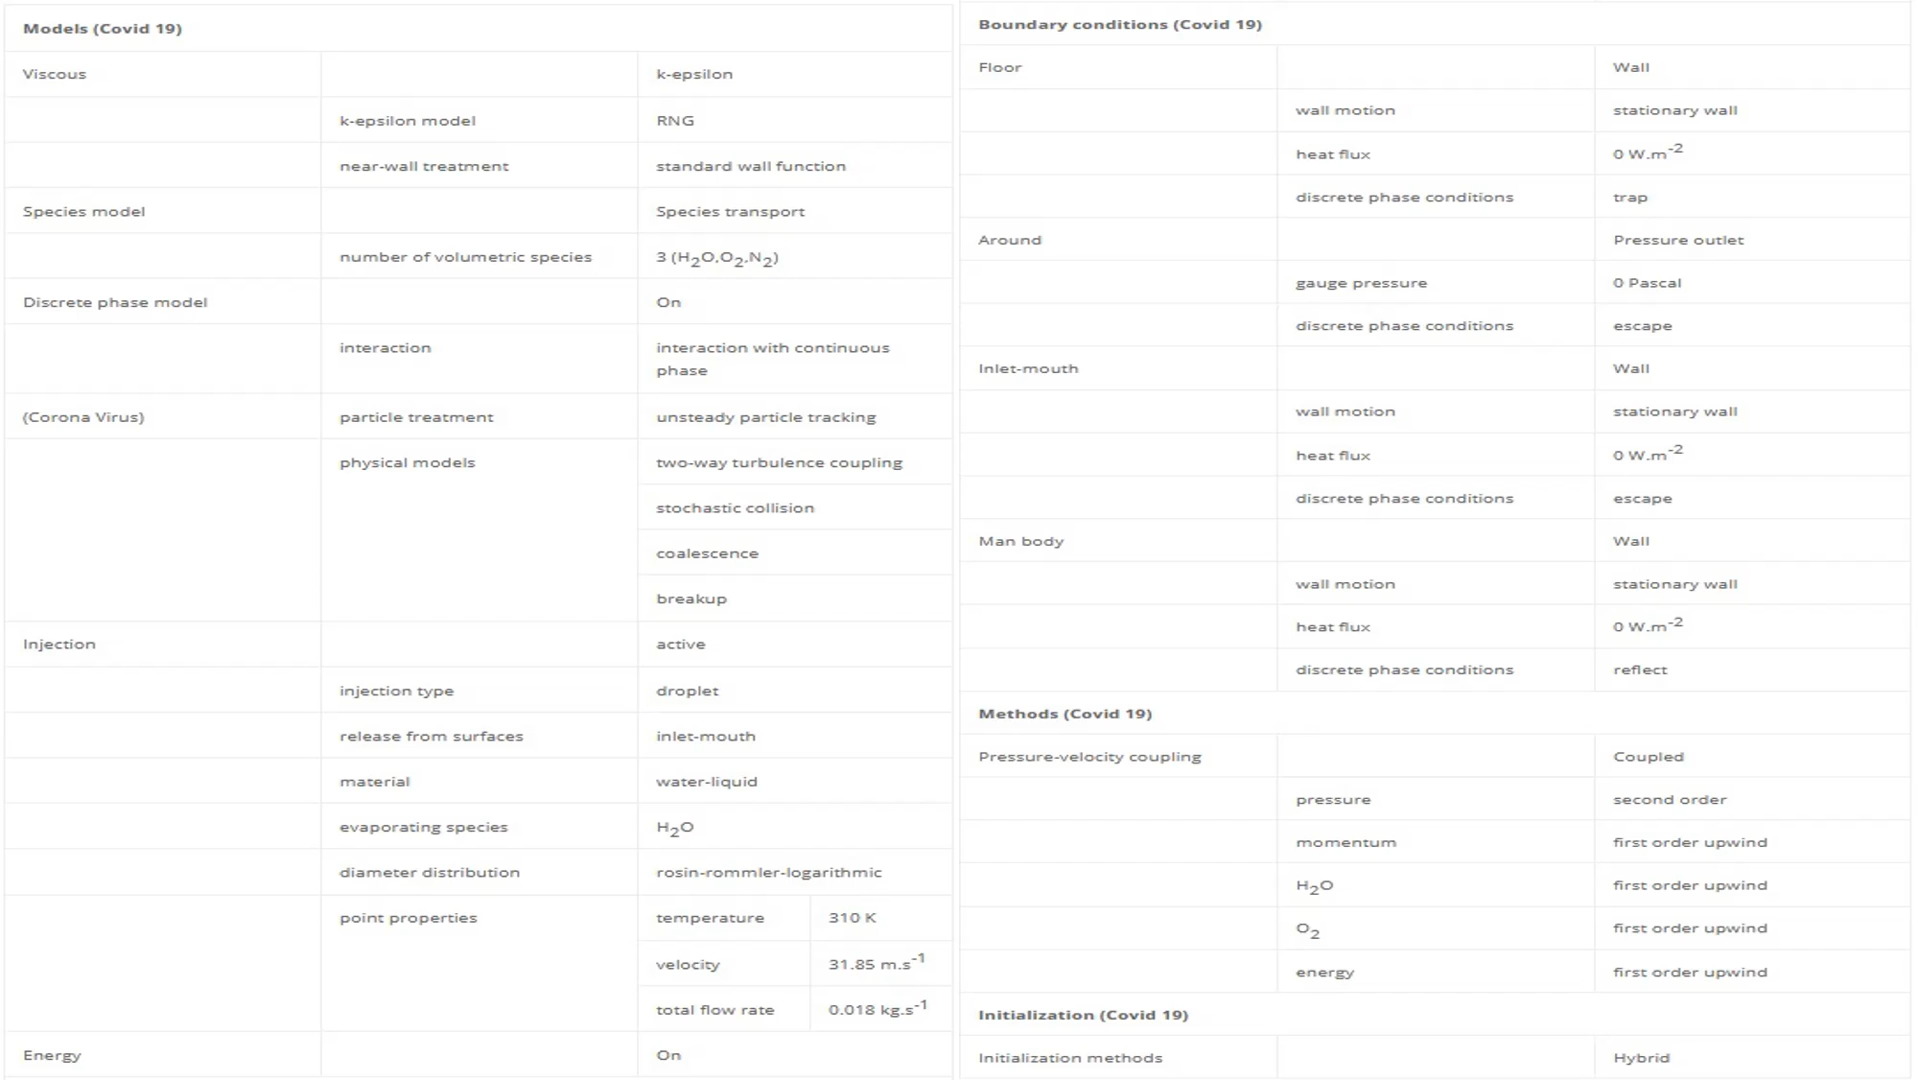 Models (Covid 19)
Viscous k-epsilon
k-epsilon model RNG
near-wall treatment standard wall function
Species model Species transport
number of volumetric species 3 (H2O,O2,N2)
Discrete phase model On
interaction interaction with continuous
phase
(Corona Virus) particle treatment unsteady particle tracking
physical models two-way turbulence coupling
stochastic collision
coalescence
breakup
Injection active
injection type droplet
release from surfaces inlet-mouth
material water-liquid
evaporating species H2O
diameter distribution rosin-rommler-logarithmic
point properties temperature 310 K
velocity 31.85 m.s-1
total flow rate 0.018 kg.s-1
Energy On
Boundary conditions (Covid 19)
Floor Wall
wall motion stationary wall
heat flux 0 W.m-2
discrete phase conditions trap
Around Pressure outlet
gauge pressure 0 Pascal
discrete phase conditions escape
Inlet-mouth Wall
wall motion stationary wall
heat flux 0 W.m-2
discrete phase conditions escape
Man body Wall
wall motion stationary wall
heat flux 0 W.m-2
discrete phase conditions reflect
Methods (Covid 19)
Pressure-velocity coupling Coupled
pressure second order
momentum first order upwind
H2O first order upwind
O2 first order upwind
energy first order upwind
Initialization (Covid 19)
Initialization methods Hybrid